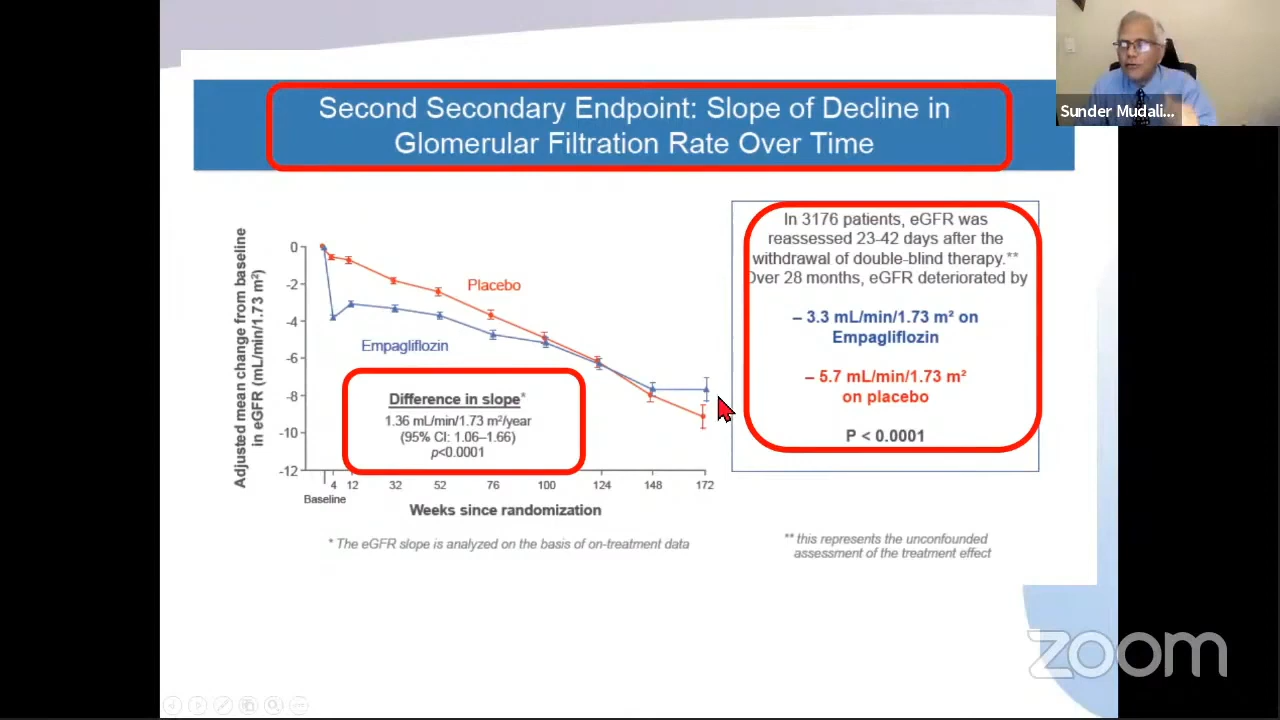 Second Secondary Endpoint: Slope of Decline in
Glomerular Filtration Rate Over Time
Sunder Mudali...
Adjusted mean change from baseline
in eGFR (mL/min/1.73 m²)
0
-2
-4
-6
-8
-10
-12
Placebo
Empagliflozin
Difference in slope*
1.36 mL/min/1.73 m²/year
(95% CI: 1.06–1.66)
p<0.0001
4 12 32 52 76 100 124 148 172
Baseline
Weeks since randomization
* The eGFR slope is analyzed on the basis of on-treatment data
In 3176 patients, eGFR was
reassessed 23-42 days after the
withdrawal of double-blind therapy.**
Over 28 months, eGFR deteriorated by
– 3.3 mL/min/1.73 m² on
Empagliflozin
– 5.7 mL/min/1.73 m²
on placebo
P < 0.0001
** this represents the unconfounded
assessment of the treatment effect
zoom